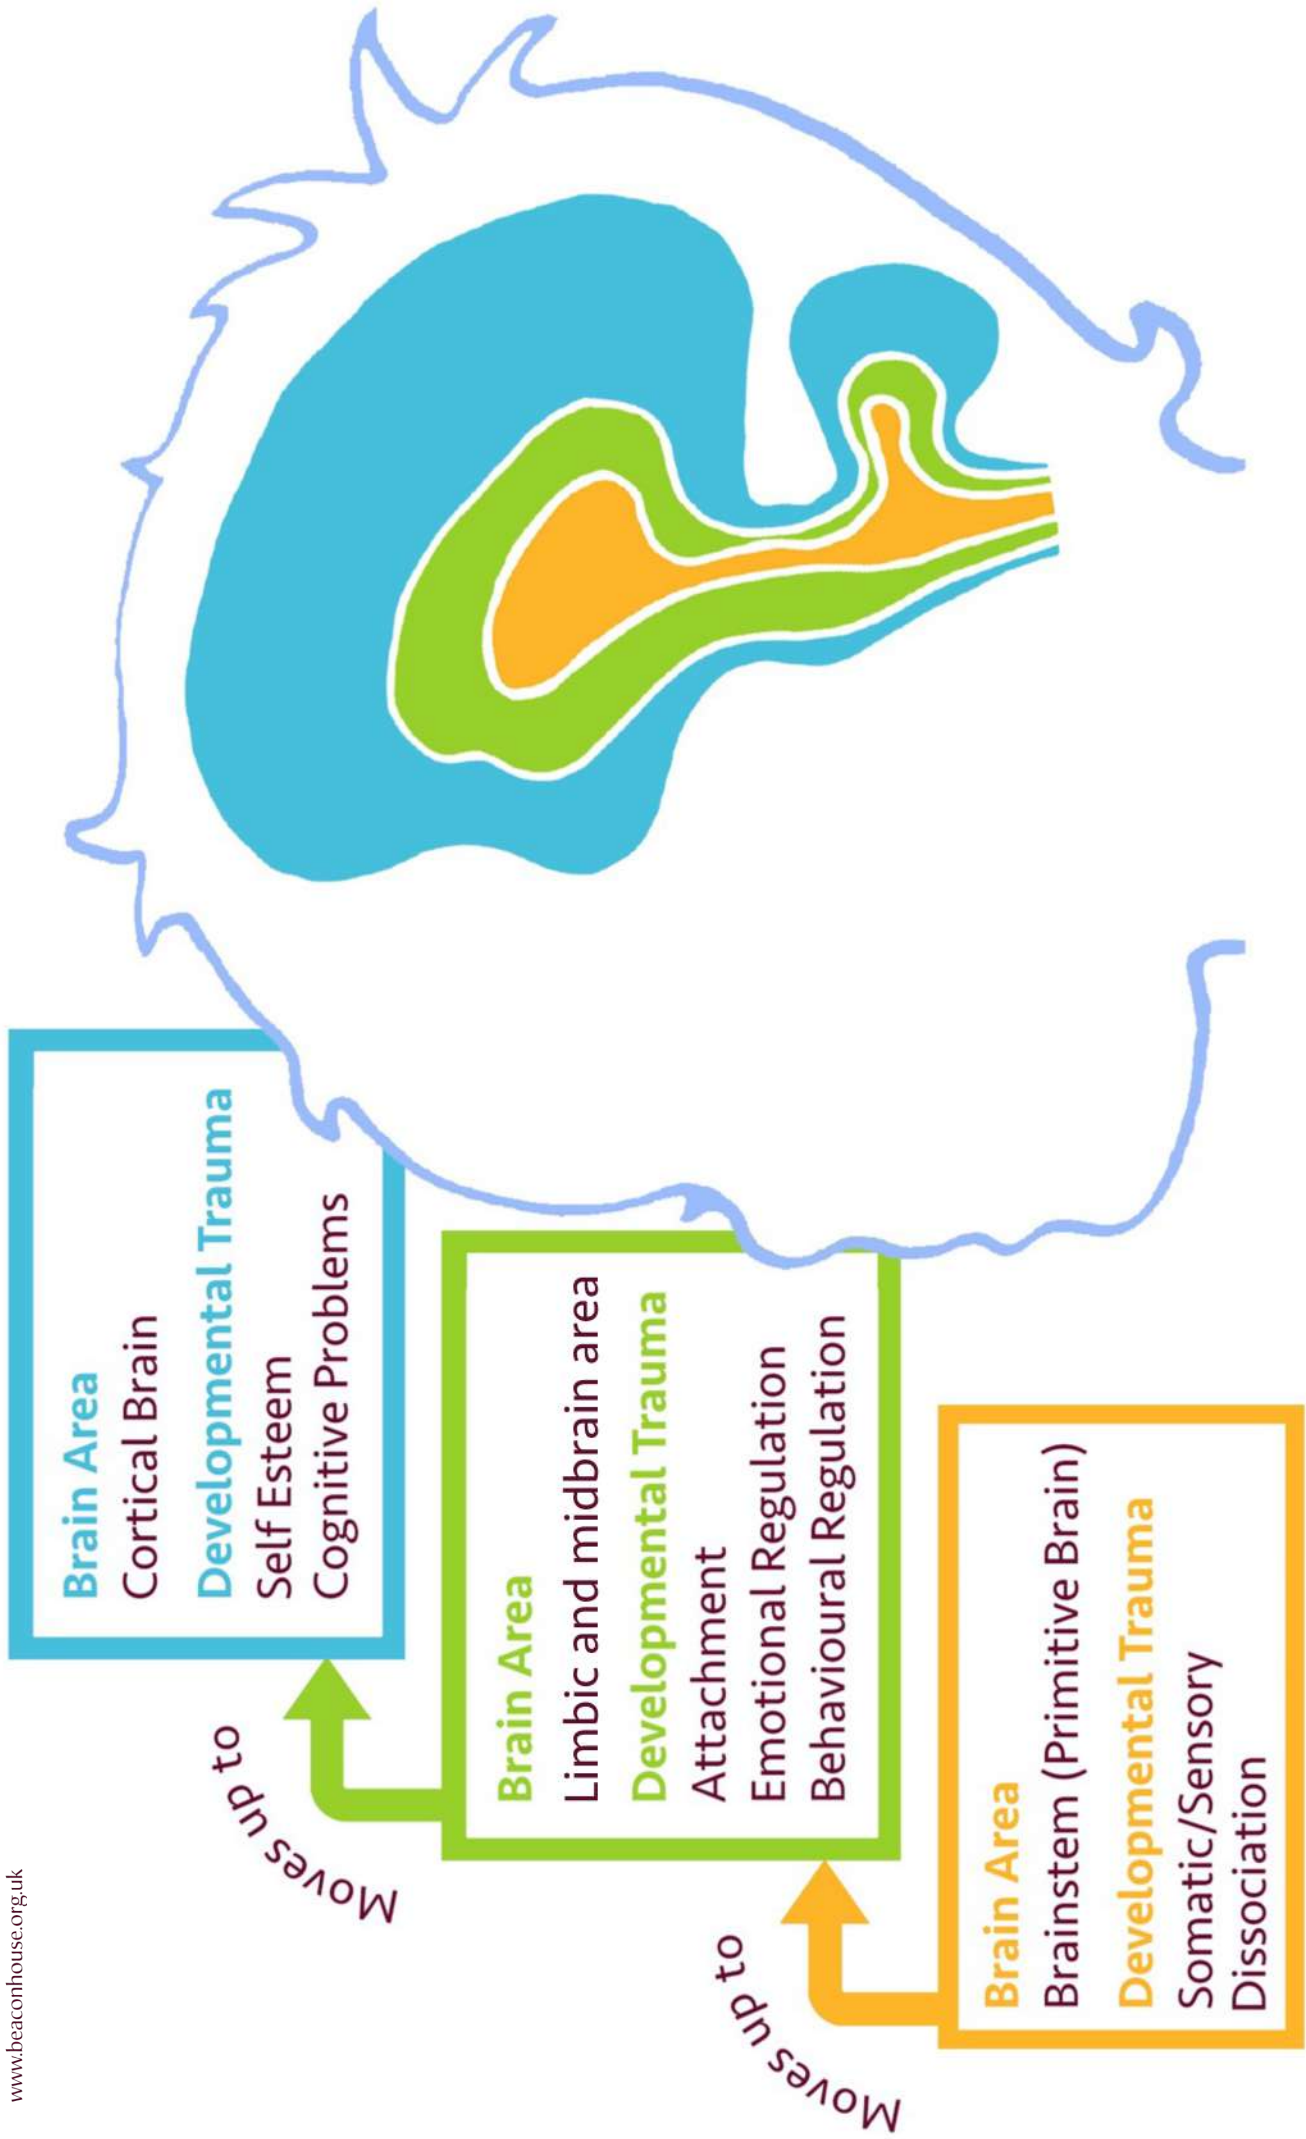 www.beaconhouse.org.uk
Brain Area
Cortical Brain
Developmental Trauma
Self Esteem
Cognitive Problems
Moves up to
Brain Area
Limbic and midbrain area
Developmental Trauma
Attachment
Emotional Regulation
Behavioural Regulation
Moves up to
Brain Area
Brainstem (Primitive Brain)
Developmental Trauma
Somatic/Sensory
Dissociation